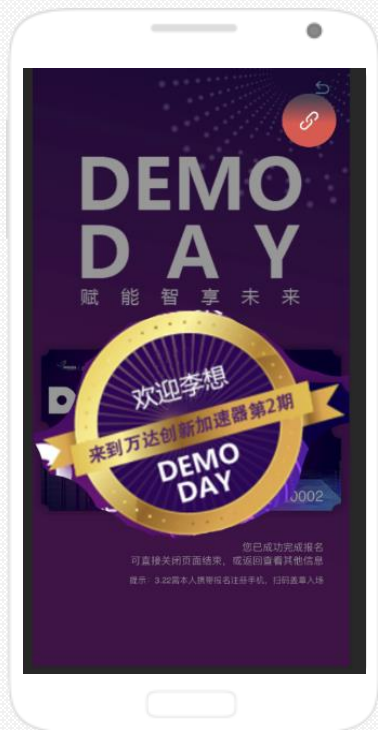 DEMO
DAY
赋能智享未来
欢迎李想
来到万达创新加速器第2期
DEMO
DAY
0002
您已成功完成报名
可直接关闭页面结束，或返回查看其他信息
提示：3.22需本人携带报名注册手机，扫码盖章入场